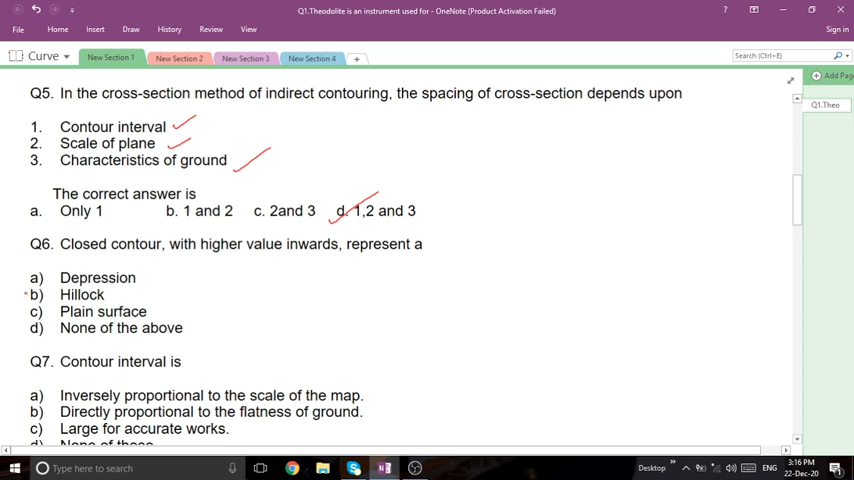 Q1.Theodolite is an instrument used for - OneNote (Product Activation Failed)
File Home Insert Draw History Review View Sign in
Curve New Section 1 New Section 2 New Section 3 New Section 4 + Search (Ctrl+E)
Add Page
Q1.Theo
Q5. In the cross-section method of indirect contouring, the spacing of cross-section depends upon
1. Contour interval
2. Scale of plane
3. Characteristics of ground
The correct answer is
a. Only 1 b. 1 and 2 c. 2and 3 d. 1,2 and 3
Q6. Closed contour, with higher value inwards, represent a
a) Depression
b) Hillock
c) Plain surface
d) None of the above
Q7. Contour interval is
a) Inversely proportional to the scale of the map.
b) Directly proportional to the flatness of ground.
c) Large for accurate works.
d) None of these
Type here to search Desktop ENG 3:16 PM
22-Dec-20